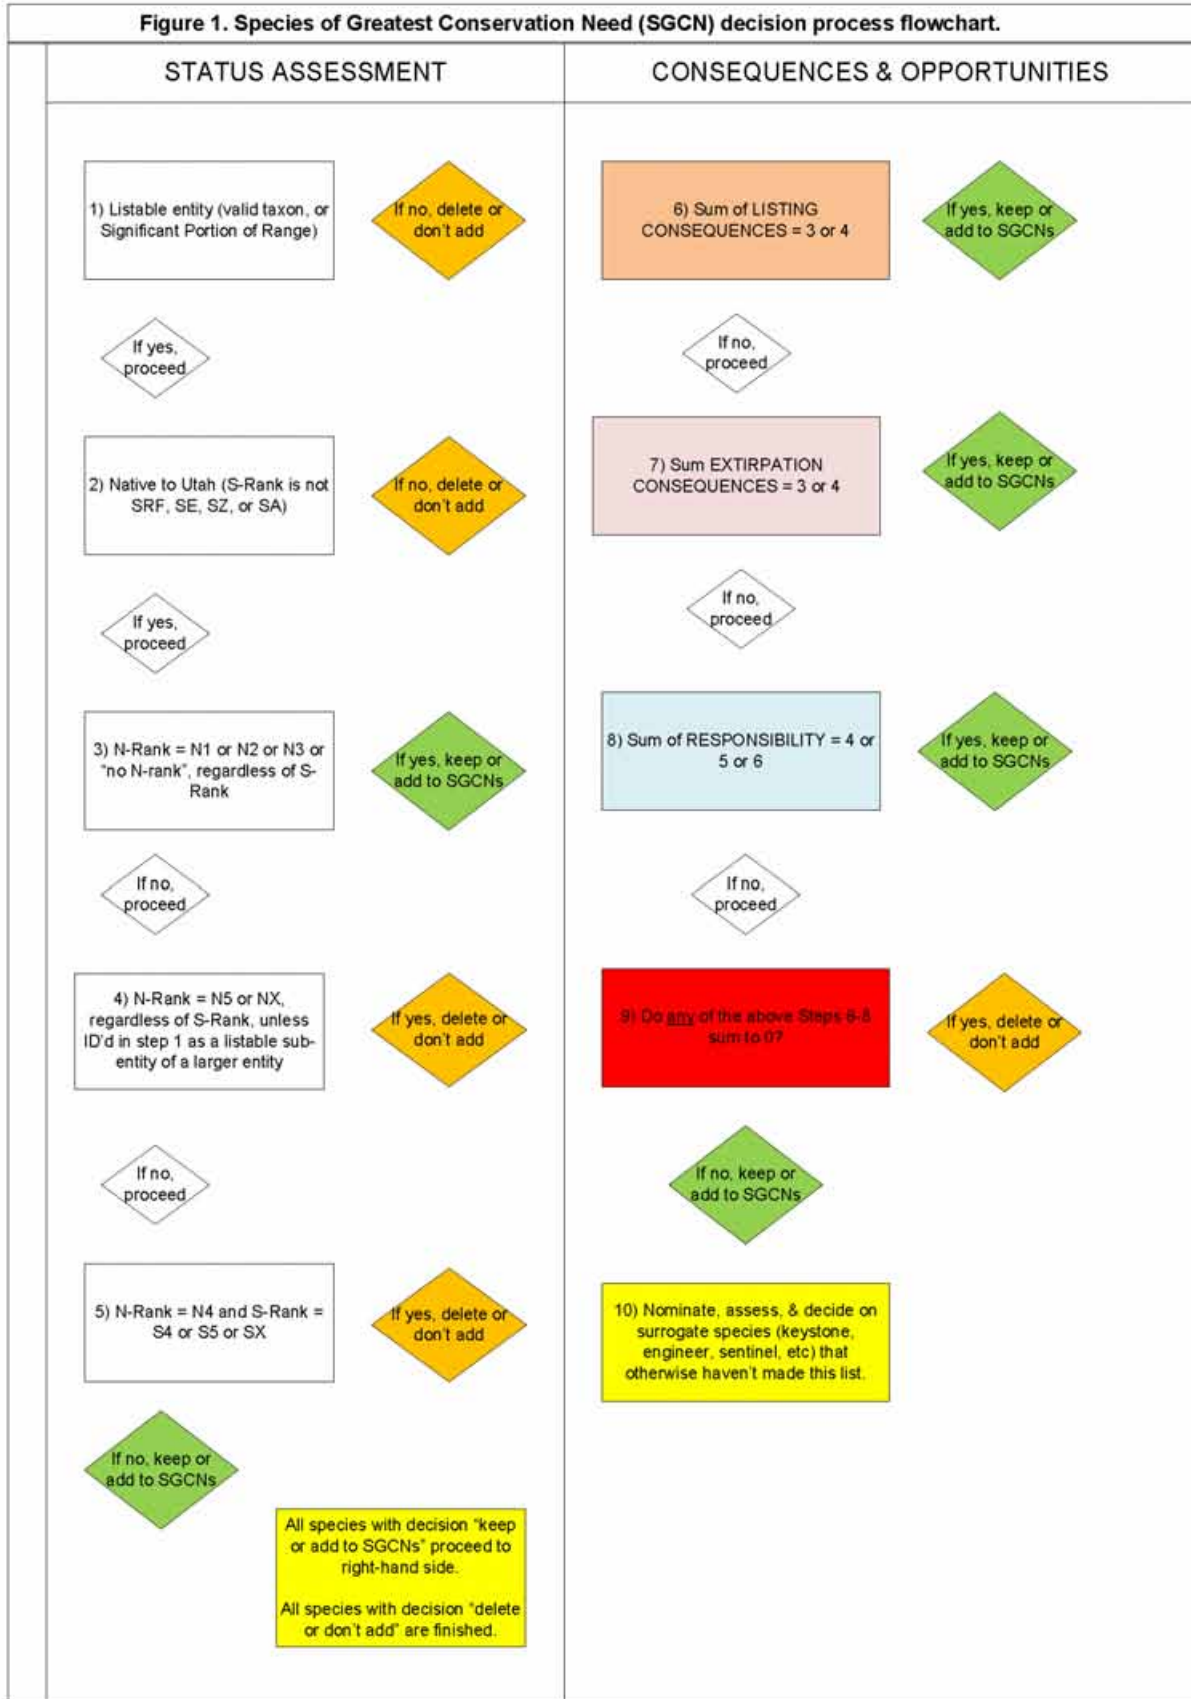 Figure 1. Species of Greatest Conservation Need (SGCN) decision process flowchart.
STATUS ASSESSMENT
1) Listable entity (valid taxon, or
Significant Portion of Range)
If no, delete or
don't add
If yes,
proceed
2) Native to Utah (S-Rank is not
SRF, SE, SZ, or SA)
If no, delete or
don't add
If yes,
proceed
3) N-Rank = N1 or N2 or N3 or
"no N-rank", regardless of S-
Rank
If yes, keep or
add to SGCNs
If no,
proceed
4) N-Rank = N5 or NX,
regardless of S-Rank, unless
ID'd in step 1 as a listable sub-
entity of a larger entity
If yes, delete or
don't add
If no,
proceed
5) N-Rank = N4 and S-Rank =
S4 or S5 or SX
If yes, delete or
don't add
If no, keep or
add to SGCNs
All species with decision "keep
or add to SGCNs" proceed to
right-hand side.
All species with decision "delete
or don't add" are finished.
CONSEQUENCES & OPPORTUNITIES
6) Sum of LISTING
CONSEQUENCES = 3 or 4
If yes, keep or
add to SGCNs
If no,
proceed
7) Sum EXTIRPATION
CONSEQUENCES = 3 or 4
If yes, keep or
add to SGCNs
If no,
proceed
8) Sum of RESPONSIBILITY = 4 or
5 or 6
If yes, keep or
add to SGCNs
If no,
proceed
9) Do any of the above Steps 6-8
sum to 0?
If yes, delete or
don't add
If no, keep or
add to SGCNs
10) Nominate, assess, & decide on
surrogate species (keystone,
engineer, sentinel, etc) that
otherwise haven't made this list.